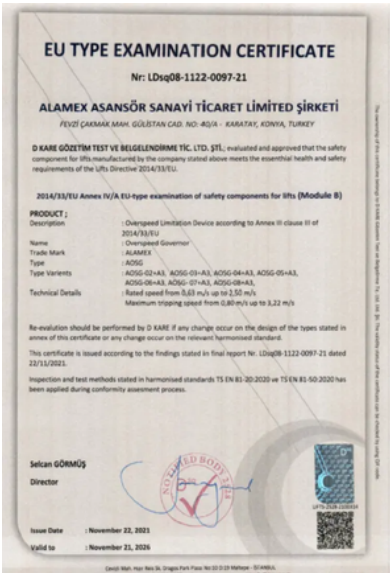 EU TYPE EXAMINATION CERTIFICATE
Nr: LDsq08-1122-0097-21
ALAMEX ASANSÖR SANAYİ TİCARET LİMİTED ŞİRKETİ
FEVZİ ÇAKMAK MAH. GÜLİSTAN CAD. NO: 40/A - KARATAY, KONYA, TURKEY
D KARE GÖZETİM TEST VE BELGELENDİRME TİC. LTD. ŞTİ., evaluated and approved that the safety
component for lifts manufactured by the company stated above meets the essenthial health and safety
requirements of the Lifts Directive 2014/33/EU.
2014/33/EU Annex IV/A EU-type examination of safety components for lifts (Module B)
PRODUCT ;
Description : Overspeed Limitation Device according to Annex III clause III of
2014/33/EU
Name : Overspeed Governor
Trade Mark : ALAMEX
Type : AOSG
Type Varients : AOSG-02+A3, AOSG-03+A3, AOSG-04+A3, AOSG-05+A3,
AOSG-06+A3, AOSG-07+A3, AOSG-08+A3,
Technical Details : Rated speed from 0,63 m/s up to 2,50 m/s
Maximum tripping speed from 0,80 m/s up to 3,22 m/s
Re-evalution should be performed by D KARE if any change occur on the design of the types stated in
annex of this certificate or any change occur on the relevant harmonised standard.
This certificate is issued according to the findings stated in final report Nr. LDsq08-1122-0097-21 dated
22/11/2021.
Inspection and test methods stated in harmonised standards TS EN 81-20:2020 ve TS EN 81-50:2020 has
been applied during conformity assesment process.
Selcan GÖRMÜŞ
Director
NOTIFIED BODY
Issue Date : November 22, 2021
Valid to : November 21, 2026